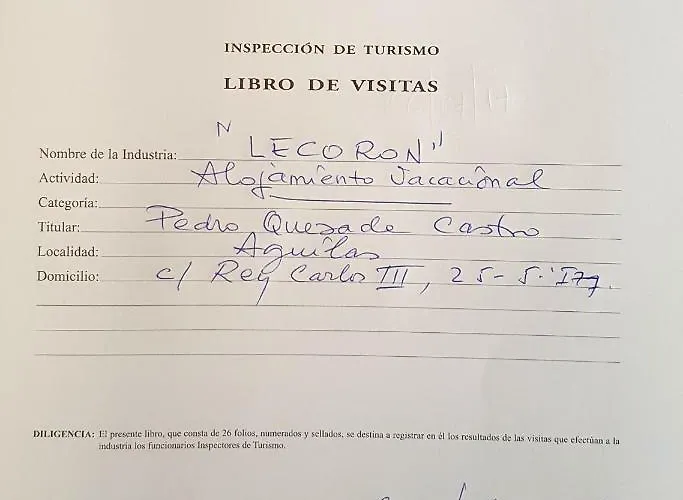 INSPECCIÓN DE TURISMO
LIBRO DE VISITAS
Nombre de la Industria: "LECORON"
Actividad: Alojamiento Vacacional
Categoría:
Titular: Pedro Quesada Castro
Localidad: Aguilas
Domicilio: c/ Rey Carlos III, 25-5.
DILIGENCIA: El presente libro, que consta de 26 folios, numerados y sellados, se destina a registrar en él los resultados de las visitas que efectúan a la
industria los funcionarios Inspectores de Turismo.